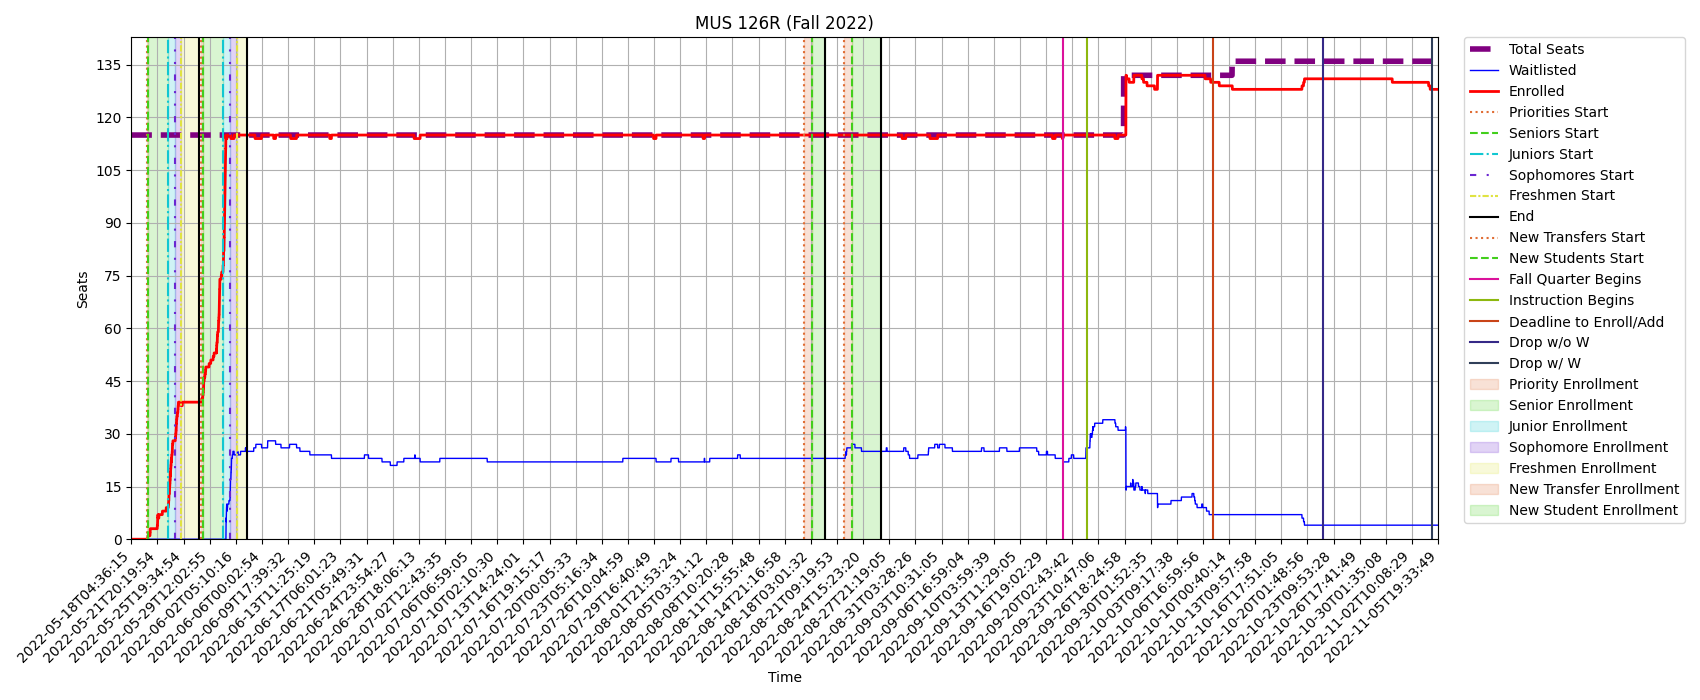 MUS 126R (Fall 2022)
Seats
135
120
105
90
75
60
45
30
15
0
2022-05-18T04:36:15
2022-05-21T20:19:54
2022-05-25T19:34:54
2022-05-29T12:02:55
2022-06-02T05:10:16
2022-06-06T00:02:54
2022-06-09T17:39:32
2022-06-13T11:25:19
2022-06-17T06:01:23
2022-06-21T05:49:31
2022-06-24T23:54:27
2022-06-28T18:06:13
2022-07-02T12:43:35
2022-07-06T06:59:05
2022-07-10T02:10:30
2022-07-13T14:24:01
2022-07-16T19:15:17
2022-07-20T00:05:33
2022-07-23T05:16:34
2022-07-26T10:04:59
2022-07-29T16:40:49
2022-08-01T21:53:24
2022-08-05T03:31:12
2022-08-08T10:20:28
2022-08-11T15:55:48
2022-08-14T21:16:58
2022-08-18T03:01:32
2022-08-21T09:19:53
2022-08-24T15:23:20
2022-08-27T21:19:05
2022-08-31T03:28:26
2022-09-03T10:31:05
2022-09-06T16:59:04
2022-09-10T03:59:39
2022-09-13T11:29:05
2022-09-16T19:02:29
2022-09-20T02:43:42
2022-09-23T10:47:06
2022-09-26T18:24:58
2022-09-30T01:52:35
2022-10-03T09:17:38
2022-10-06T16:59:56
2022-10-10T00:40:14
2022-10-13T09:57:58
2022-10-16T17:51:05
2022-10-20T01:48:56
2022-10-23T09:53:28
2022-10-26T17:41:49
2022-10-30T01:35:08
2022-11-02T10:08:29
2022-11-05T19:33:49
Time
Total Seats
Waitlisted
Enrolled
Priorities Start
Seniors Start
Juniors Start
Sophomores Start
Freshmen Start
End
New Transfers Start
New Students Start
Fall Quarter Begins
Instruction Begins
Deadline to Enroll/Add
Drop w/o W
Drop w/ W
Priority Enrollment
Senior Enrollment
Junior Enrollment
Sophomore Enrollment
Freshmen Enrollment
New Transfer Enrollment
New Student Enrollment